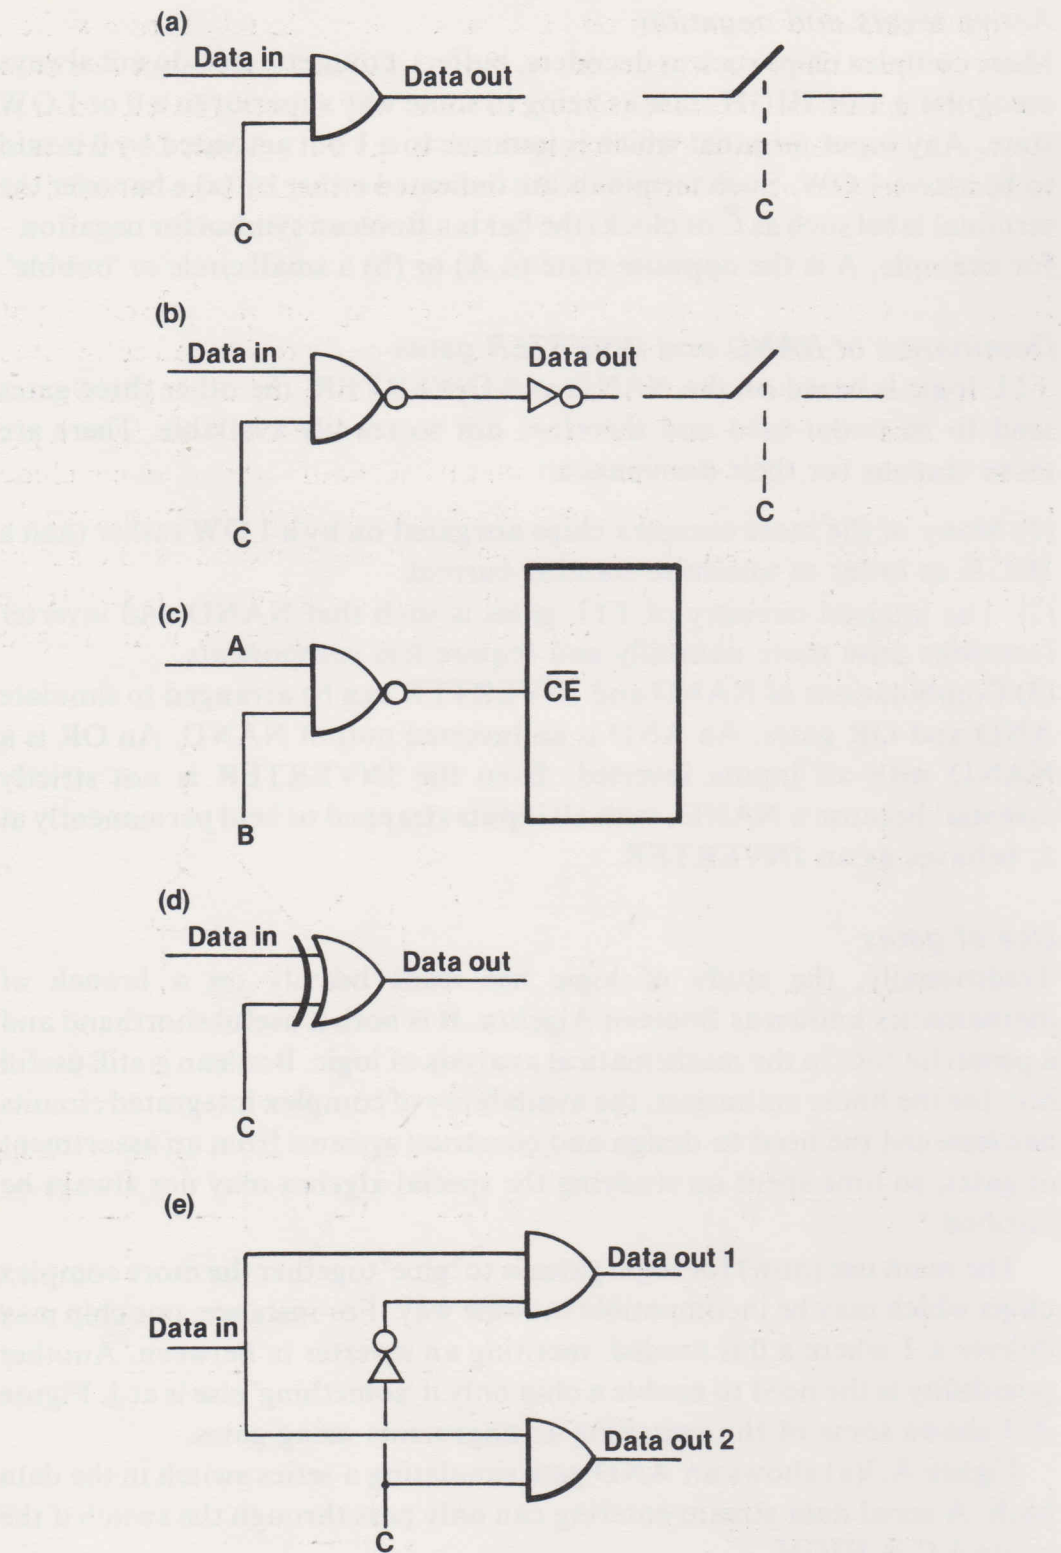 (a)
Data in
Data out
C
C
(b)
Data in
Data out
C
C
(c)
A
B
CE
(d)
Data in
Data out
C
(e)
Data in
Data out 1
Data out 2
C